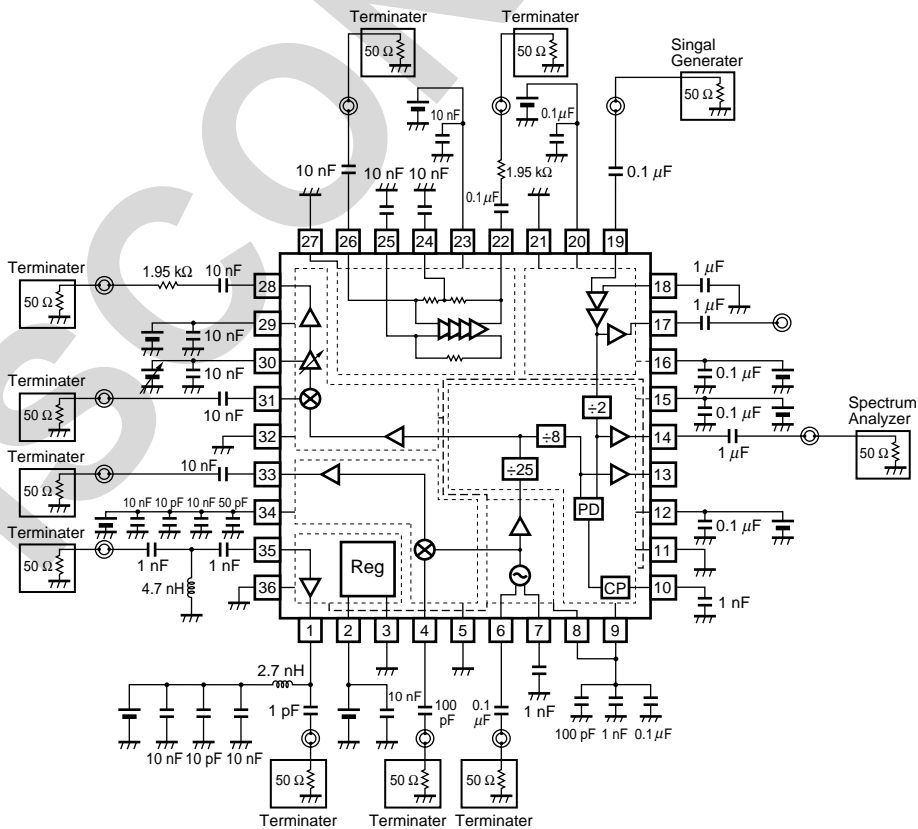 Terminater
50 Ω
Terminater
50 Ω
Singal
Generater
50 Ω
10 nF
0.1 µF
10 nF
10 nF
10 nF
0.1 µF
1.95 kΩ
0.1 µF
27
26
25
24
23
22
21
20
19
Terminater
50 Ω
1.95 kΩ
10 nF
28
29
10 nF
30
10 nF
Terminater
50 Ω
10 nF
31
32
Terminater
50 Ω
10 nF
33
10 nF 10 pF 10 nF 50 pF
34
Terminater
50 Ω
1 nF
1 nF
35
4.7 nH
36
18
1 µF
17
1 µF
16
0.1 µF
15
0.1 µF
14
1 µF
Spectrum
Analyzer
50 Ω
13
12
0.1 µF
11
10
1 nF
÷2
÷8
÷25
PD
CP
Reg
1
2
3
4
5
6
7
8
9
2.7 nH
1 pF
10 nF
10 pF
10 nF
10 nF
100
pF
0.1
µF
1 nF
100 pF
1 nF
0.1 µF
50 Ω
Terminater
50 Ω
Terminater
50 Ω
Terminater
ISCON